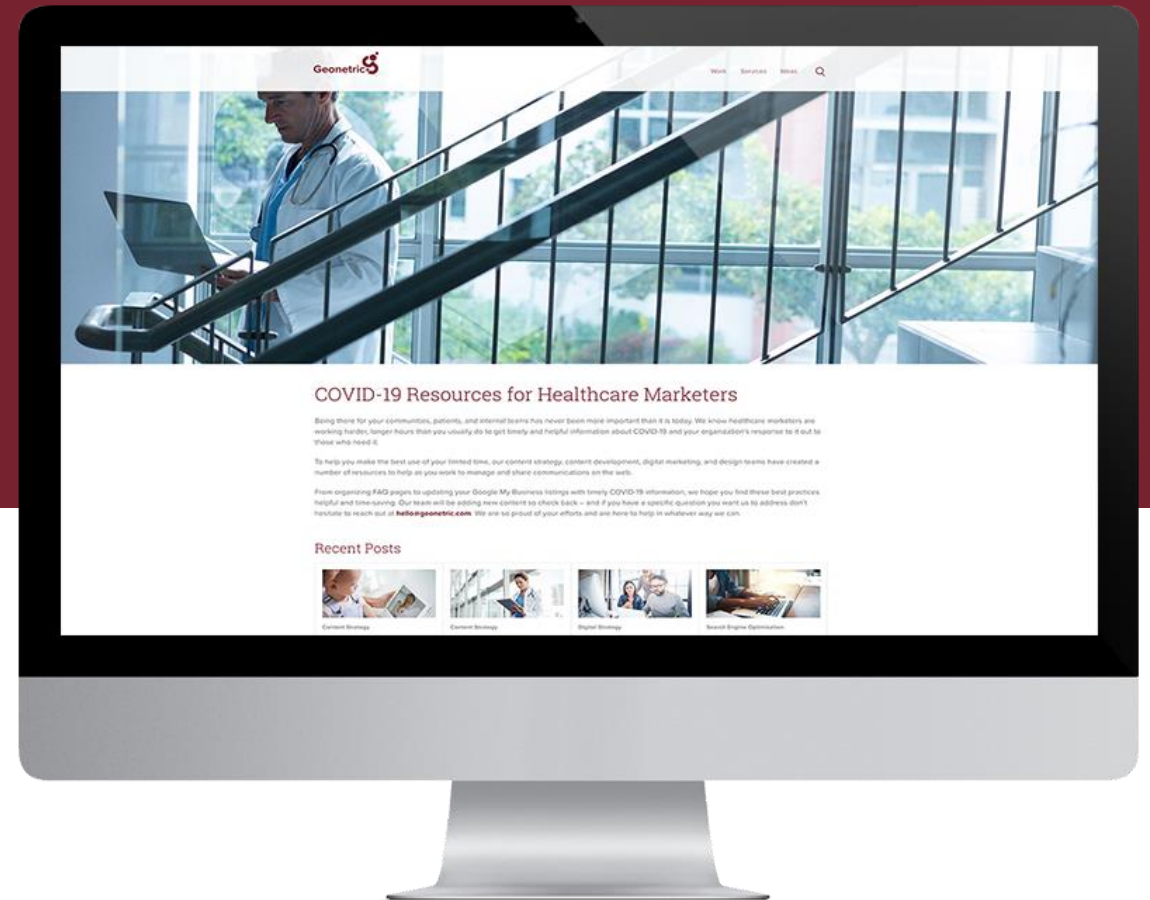 Geonetric
Work Services Ideas
COVID-19 Resources for Healthcare Marketers
Being there for your communities, patients, and internal teams has never been more important than it is today. We know healthcare marketers are
working harder, longer hours than you usually do to get timely and helpful information about COVID-19 and your organization's response to it out to
those who need it.
To help you make the best use of your limited time, our content strategy, content development, digital marketing, and design teams have created a
number of resources to help as you work to manage and share communications on the web.
From organizing FAQ pages to updating your Google My Business listings with timely COVID-19 information, we hope you find these best practices
helpful and time-saving. Our team will be adding new content so check back – and if you have a specific question you want us to address don't
hesitate to reach out at hello@geonetric.com. We are so proud of your efforts and are here to help in whatever way we can.
Recent Posts
Content Strategy Content Strategy Digital Strategy Search Engine Optimization